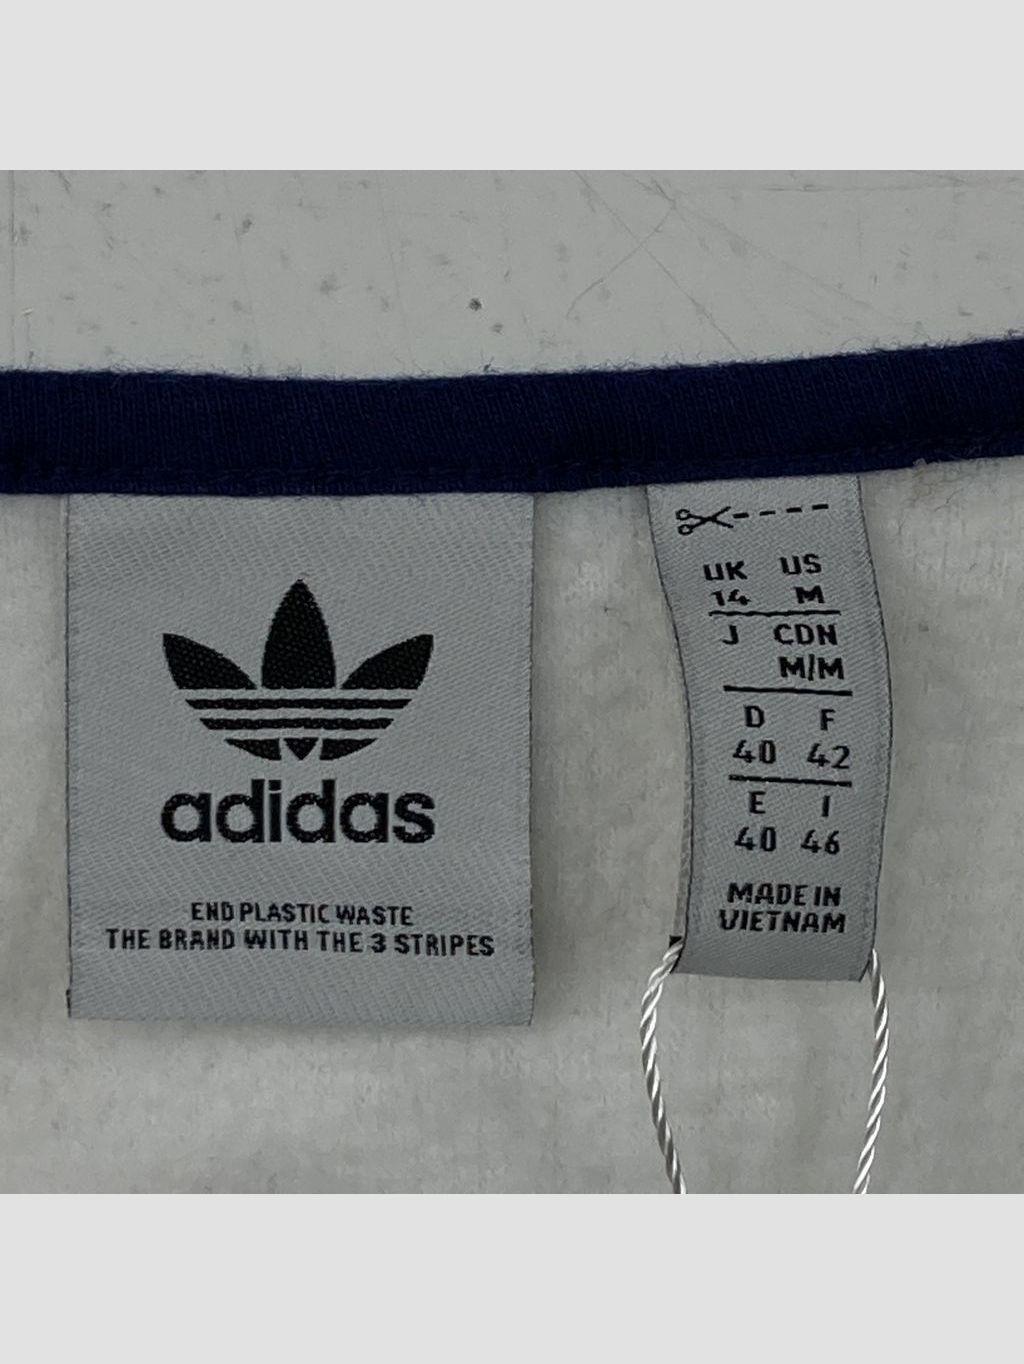 adidas
END PLASTIC WASTE
THE BRAND WITH THE 3 STRIPES
UK US
14 M
J CDN
M/M
D F
40 42
E I
40 46
MADE IN
VIETNAM